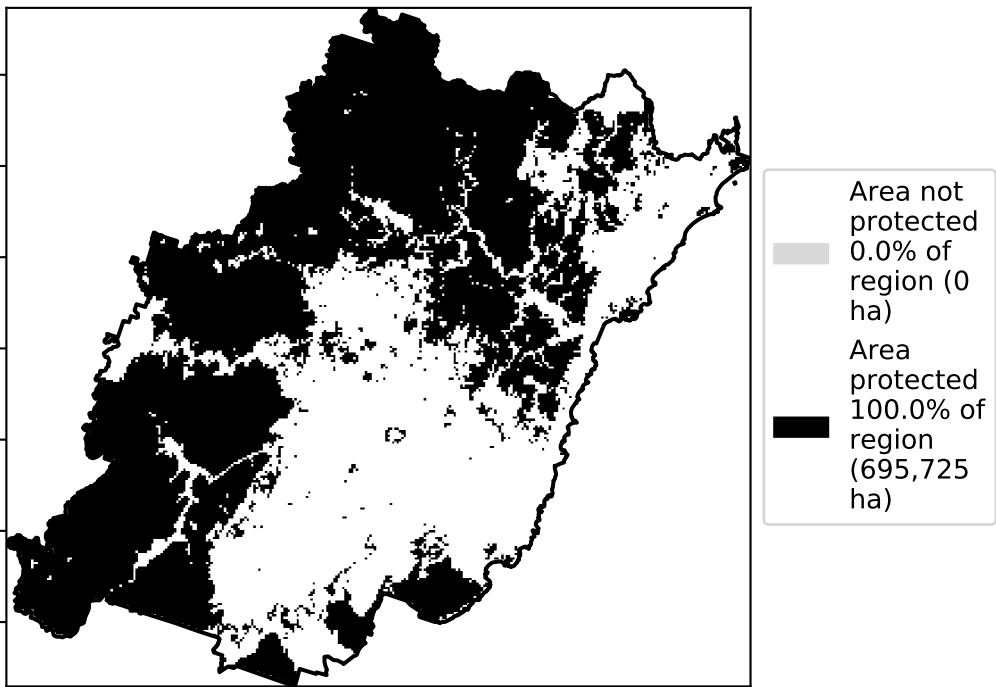 Area not
protected
0.0% of
region (0
ha)
Area
protected
100.0% of
region
(695,725
ha)